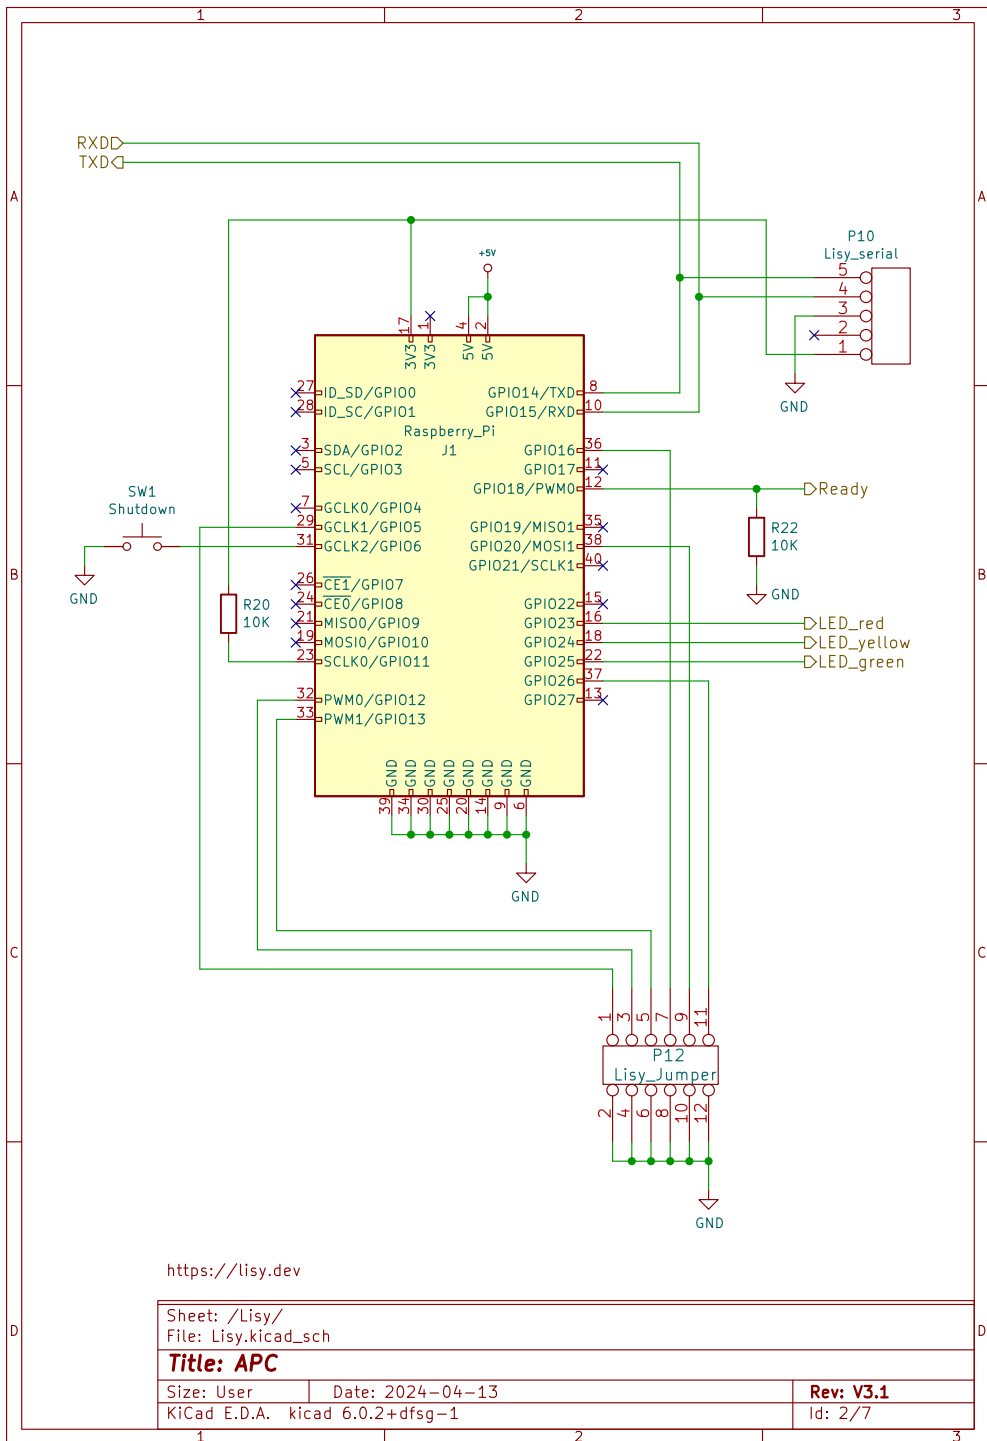 1 2 3
RXD
TXD
A A
P10
Lisy_serial
+5V
5
4
3
2
1
GND
17 1 4 2
3V3 3V3 5V 5V
27 ID_SD/GPIO0
28 ID_SC/GPIO1
3 SDA/GPIO2
5 SCL/GPIO3
7 GCLK0/GPIO4
29 GCLK1/GPIO5
31 GCLK2/GPIO6
26 CE1/GPIO7
24 CE0/GPIO8
21 MISO0/GPIO9
19 MOSI0/GPIO10
23 SCLK0/GPIO11
32 PWM0/GPIO12
33 PWM1/GPIO13
Raspberry_Pi
J1
GPIO14/TXD 8
GPIO15/RXD 10
GPIO16 36
GPIO17 11
GPIO18/PWM0 12
GPIO19/MISO1 35
GPIO20/MOSI1 38
GPIO21/SCLK1 40
GPIO22 15
GPIO23 16
GPIO24 18
GPIO25 22
GPIO26 37
GPIO27 13
SW1
Shutdown
GND
B B
R20
10K
Ready
R22
10K
GND
LED_red
LED_yellow
LED_green
GND GND GND GND GND GND GND GND
39 34 30 25 20 14 9 6
GND
C C
1 3 5 7 9 11
P12
Lisy_Jumper
2 4 6 8 10 12
GND
https://lisy.dev
D D
Sheet: /Lisy/
File: Lisy.kicad_sch
Title: APC
Size: User Date: 2024-04-13 Rev: V3.1
KiCad E.D.A. kicad 6.0.2+dfsg-1 Id: 2/7
1 2 3